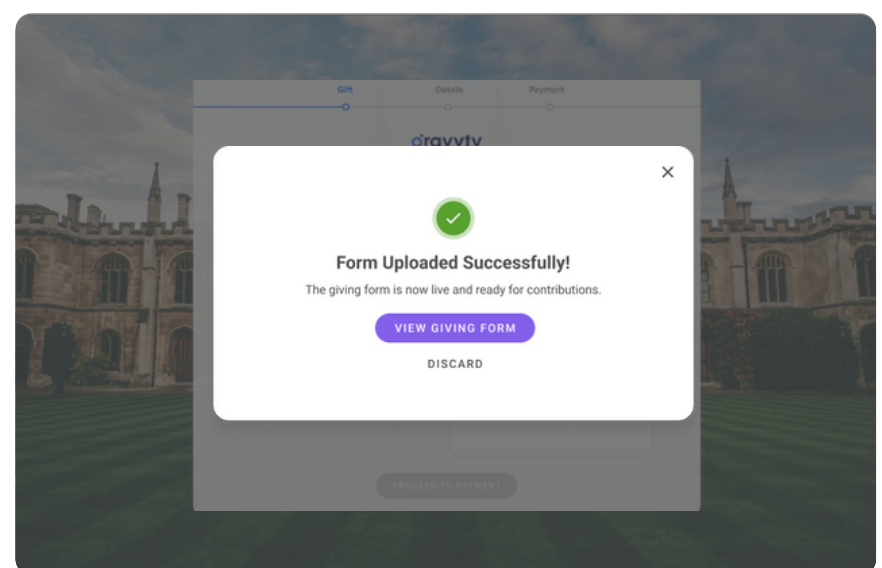 Gift Details Payment
gravyty
Form Uploaded Successfully!
The giving form is now live and ready for contributions.
VIEW GIVING FORM
DISCARD
PROCEED TO PAYMENT